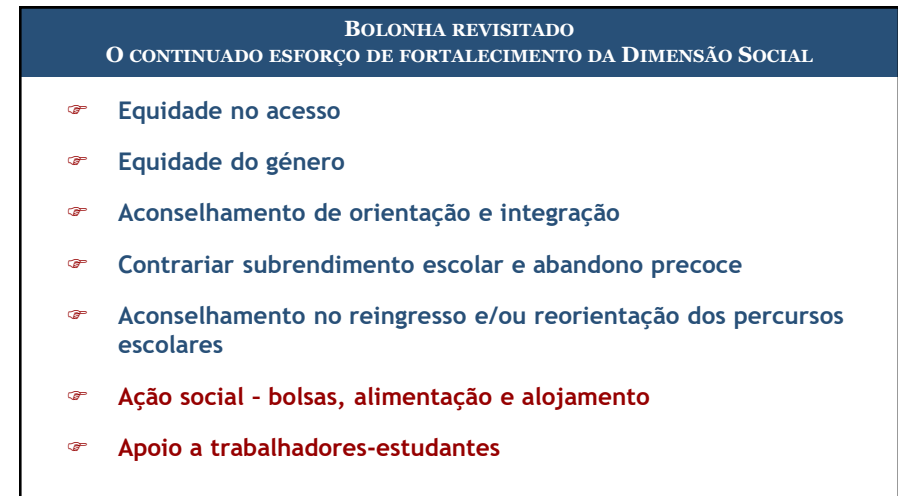 BOLONHA REVISITADO
O CONTINUADO ESFORÇO DE FORTALECIMENTO DA DIMENSÃO SOCIAL
☞ Equidade no acesso
☞ Equidade do género
☞ Aconselhamento de orientação e integração
☞ Contrariar subrendimento escolar e abandono precoce
☞ Aconselhamento no reingresso e/ou reorientação dos percursos
escolares
☞ Ação social – bolsas, alimentação e alojamento
☞ Apoio a trabalhadores-estudantes